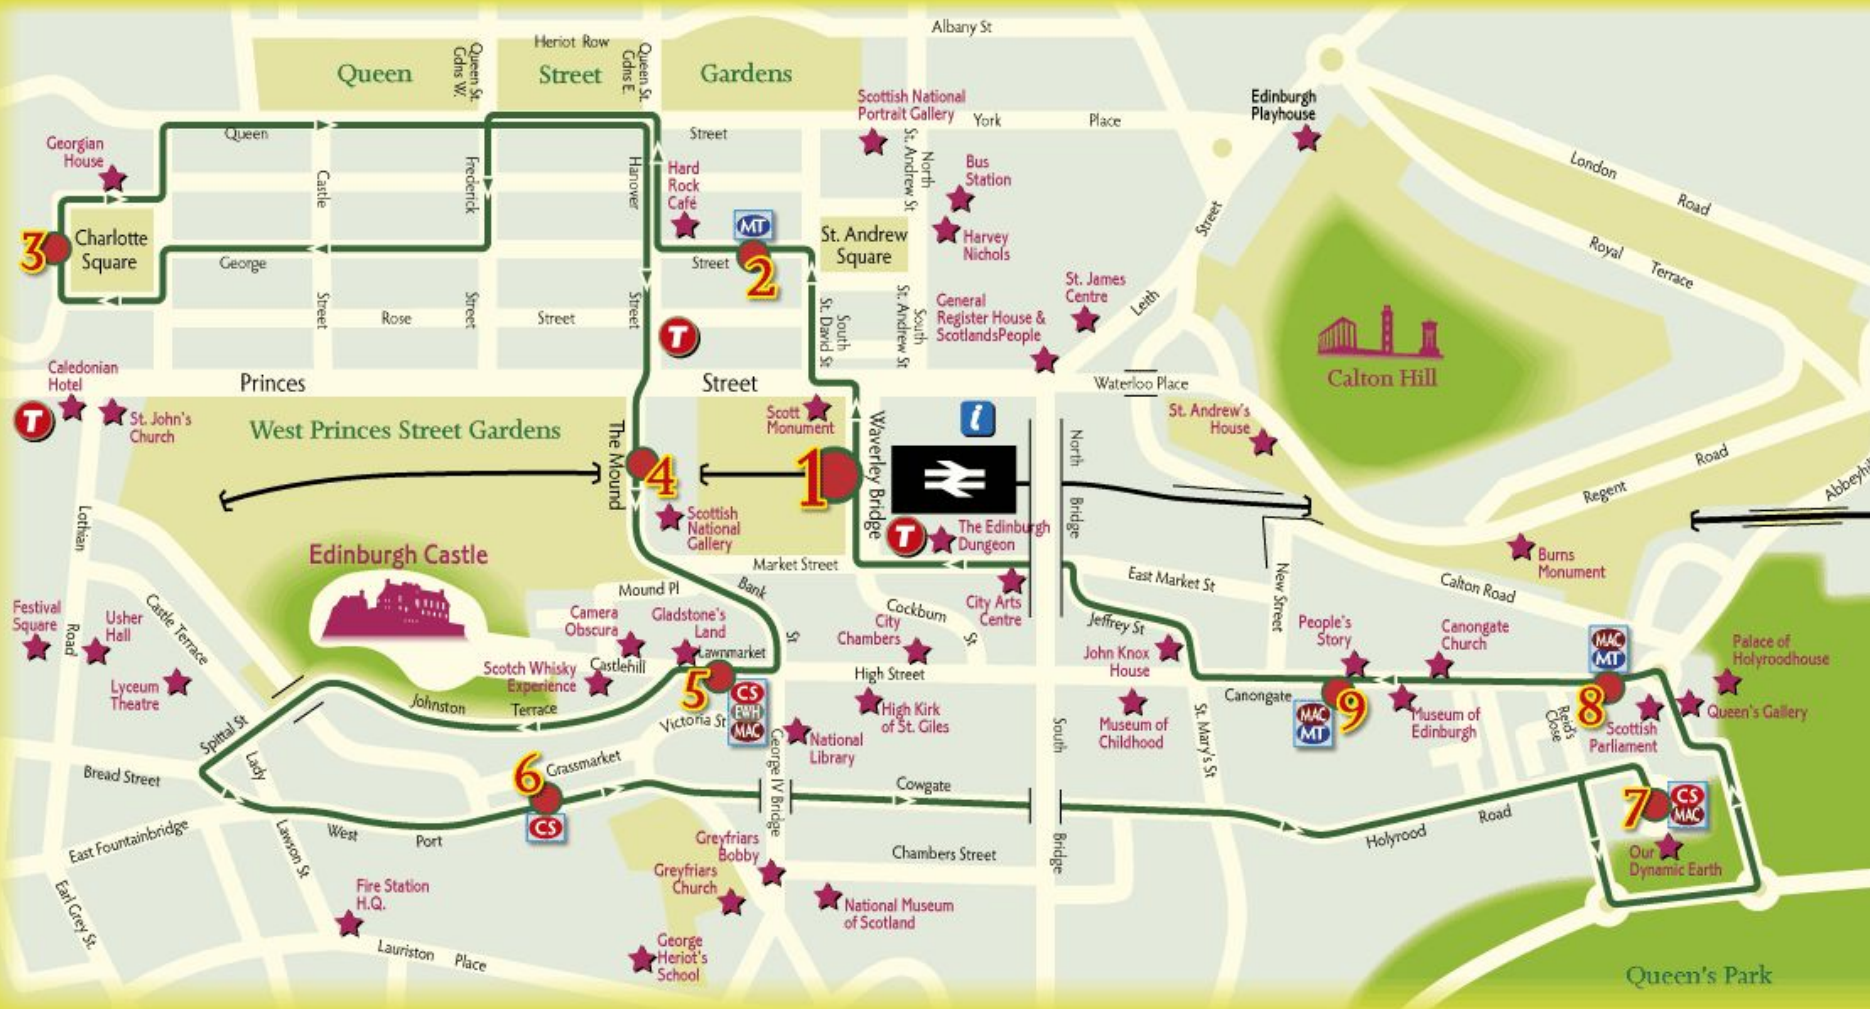 Albany St
Heriot Row
Queen
Street
Gardens
Queen St.
Gdns W.
Queen St.
Gdns E.
Scottish National
Portrait Gallery
Edinburgh
Playhouse
York
Place
Queen
Street
Georgian
House
Castle
Frederick
Hanover
Hard
Rock
Café
North
St. Andrew St
Bus
Station
London
Road
MT
3
Charlotte
Square
St. Andrew
Square
Harvey
Nichols
Street
Royal
Terrace
George
Street
2
St. James
Centre
Leith
General
Register House &
ScotlandsPeople
Street
Rose
Street
Street
Street
South
St. David St
South
St. Andrew St
T
Calton Hill
Caledonian
Hotel
Princes
Street
Waterloo Place
T
St. John's
Church
West Princes Street Gardens
The Mound
Scott
Monument
Waverley Bridge
i
North
Bridge
St. Andrew's
House
4
1
Road
Regent
Abbeyhil
Lothian
Road
Scottish
National
Gallery
T
The Edinburgh
Dungeon
Burns
Monument
Edinburgh Castle
Market Street
East Market St
New Street
Calton Road
Mound Pl
Bank
St
Castle Terrace
Festival
Square
Usher
Hall
Camera
Obscura
Gladstone's
Land
Cockburn
St
City
Chambers
City Arts
Centre
Jeffrey St
People's
Story
Canongate
Church
MAC
MT
Palace of
Holyroodhouse
Lawnmarket
John Knox
House
Lyceum
Theatre
Scotch Whisky
Experience
Castlehill
5
CS
EWH
MAC
High Street
Canongate
9
MAC
MT
8
Johnston
Terrace
Victoria St
High Kirk
of St. Giles
Museum of
Childhood
St. Mary's St
Museum of
Edinburgh
Reid's
Close
Scottish
Parliament
Queen's Gallery
Spittal St
National
Library
George IV Bridge
South
Bridge
Bread Street
Lady
Lawson St
6
Grassmarket
Cowgate
CS
7
CS
MAC
East Fountainbridge
West
Port
Holyrood
Road
Greyfriars
Bobby
Chambers Street
Our
Dynamic Earth
Earl Grey St.
Fire Station
H.Q.
Greyfriars
Church
National Museum
of Scotland
Lauriston
Place
George
Heriot's
School
Queen's Park